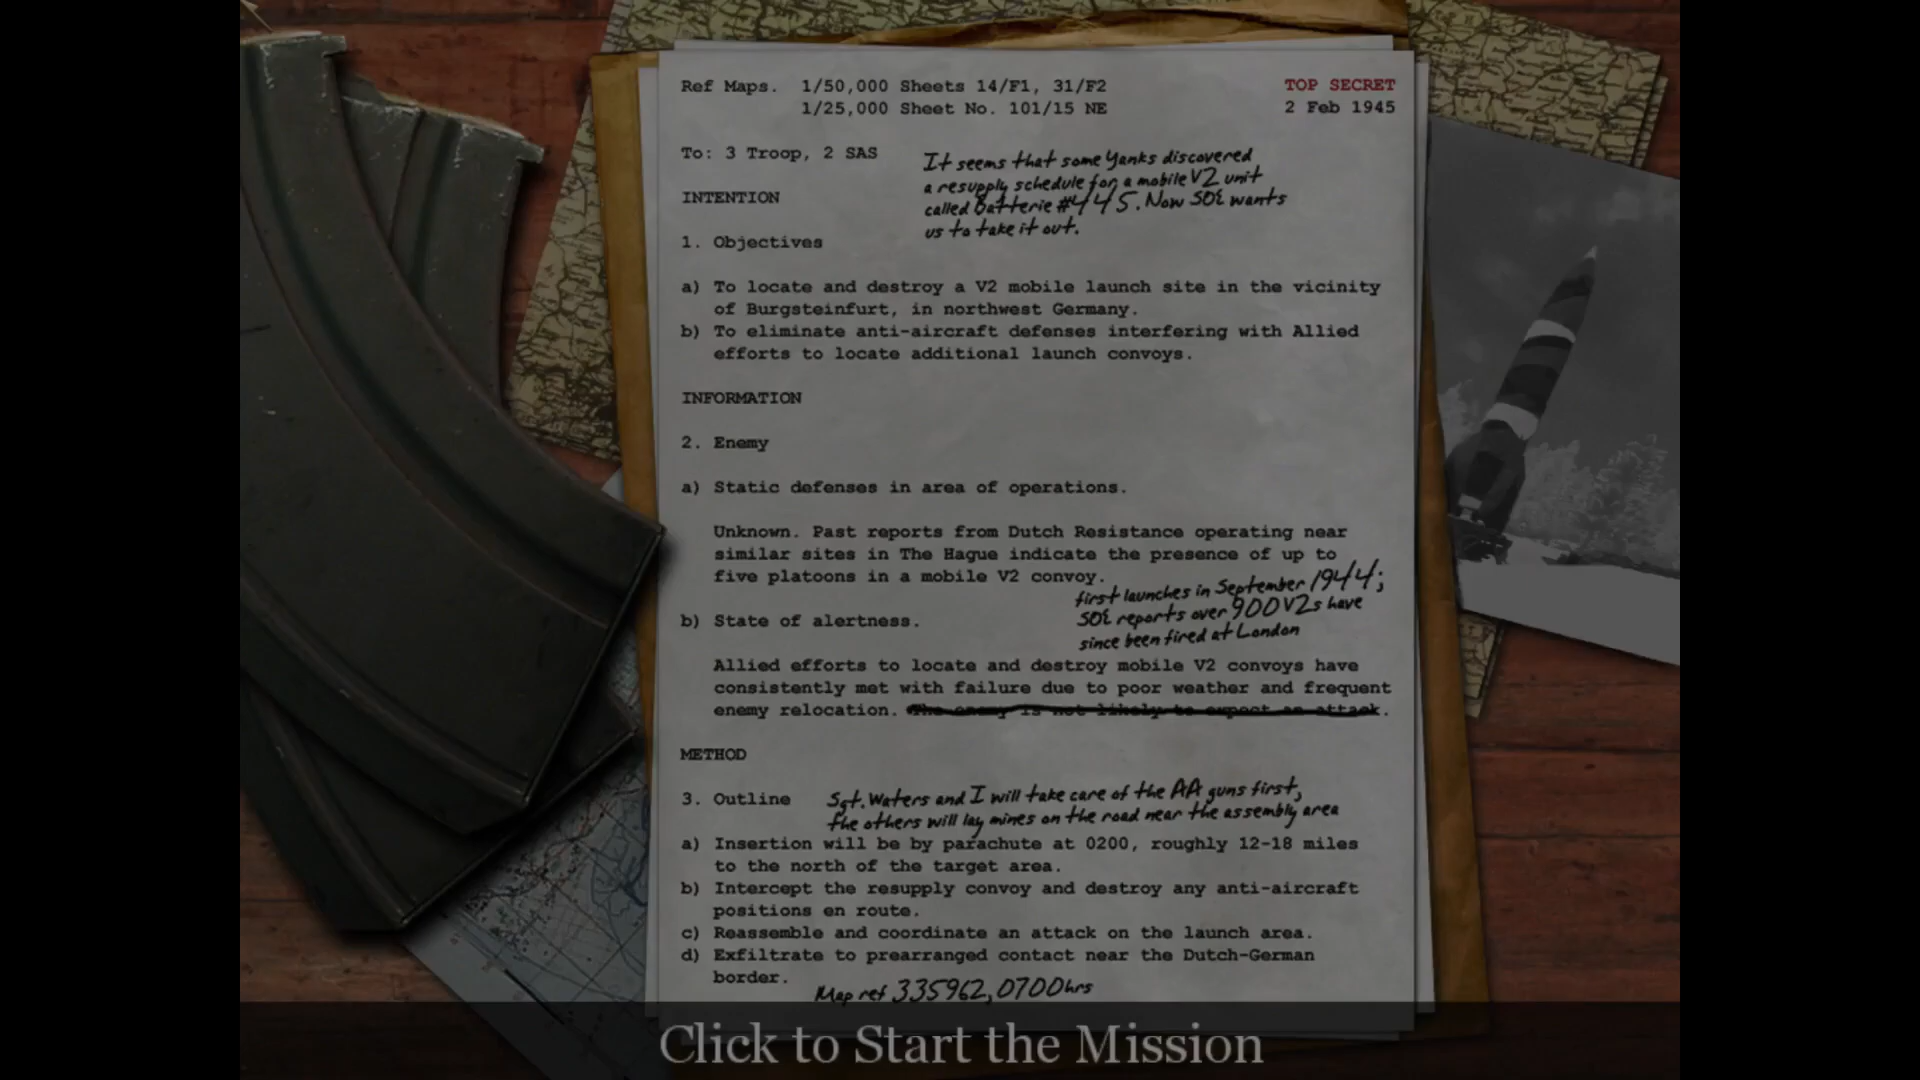 Ref Maps. 1/50,000 Sheets 14/F1, 31/F2
TOP SECRET
1/25,000 Sheet No. 101/15 NE
2 Feb 1945
To: 3 Troop, 2 SAS
It seems that some Yanks discovered
a resupply schedule for a mobile V2 unit
called Batterie #445. Now SOE wants
us to take it out.
INTENTION
1. Objectives
a) To locate and destroy a V2 mobile launch site in the vicinity
of Burgsteinfurt, in northwest Germany.
b) To eliminate anti-aircraft defenses interfering with Allied
efforts to locate additional launch convoys.
INFORMATION
2. Enemy
a) Static defenses in area of operations.
Unknown. Past reports from Dutch Resistance operating near
similar sites in The Hague indicate the presence of up to
five platoons in a mobile V2 convoy.
first launches in September 1944;
SOE reports over 900 V2s have
since been fired at London
b) State of alertness.
Allied efforts to locate and destroy mobile V2 convoys have
consistently met with failure due to poor weather and frequent
enemy relocation. The enemy is not likely to expect an attack.
METHOD
3. Outline
Sgt. Waters and I will take care of the AA guns first,
the others will lay mines on the road near the assembly area
a) Insertion will be by parachute at 0200, roughly 12-18 miles
to the north of the target area.
b) Intercept the resupply convoy and destroy any anti-aircraft
positions en route.
c) Reassemble and coordinate an attack on the launch area.
d) Exfiltrate to prearranged contact near the Dutch-German
border.
Map ref 335962, 0700hrs
Click to Start the Mission